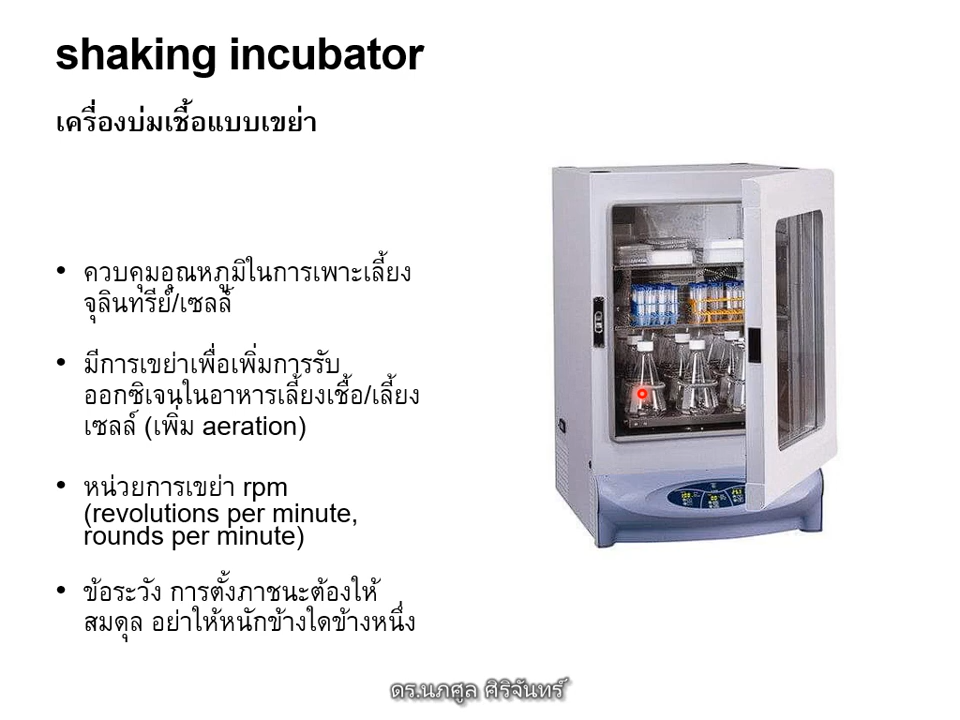 shaking incubator
เครื่องบ่มเชื้อแบบเขย่า
• ควบคุมอุณหภูมิในการเพาะเลี้ยง
จุลินทรีย์/เซลล์
• มีการเขย่าเพื่อเพิ่มการรับ
ออกซิเจนในอาหารเลี้ยงเชื้อ/เลี้ยง
เซลล์ (เพิ่ม aeration)
• หน่วยการเขย่า rpm
(revolutions per minute,
rounds per minute)
• ข้อระวัง การตั้งภาชนะต้องให้
สมดุล อย่าให้หนักข้างใดข้างหนึ่ง
ดร.นภศูล ศิริจันทร์